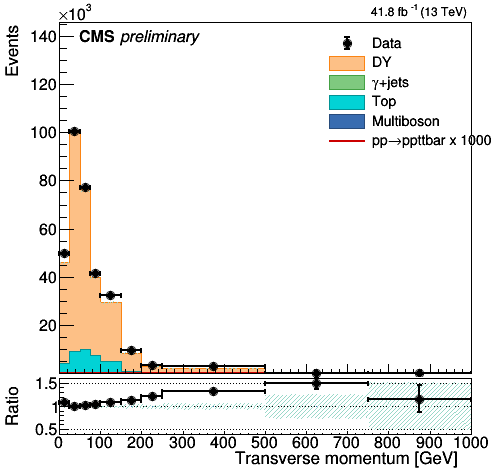 ×10³
41.8 fb⁻¹ (13 TeV)
CMS preliminary
Events
140
120
100
80
60
40
20
Data
DY
γ+jets
Top
Multiboson
pp→ppttbar x 1000
Ratio
1.5
1
0.5
0 100 200 300 400 500 600 700 800 900 1000
Transverse momentum [GeV]